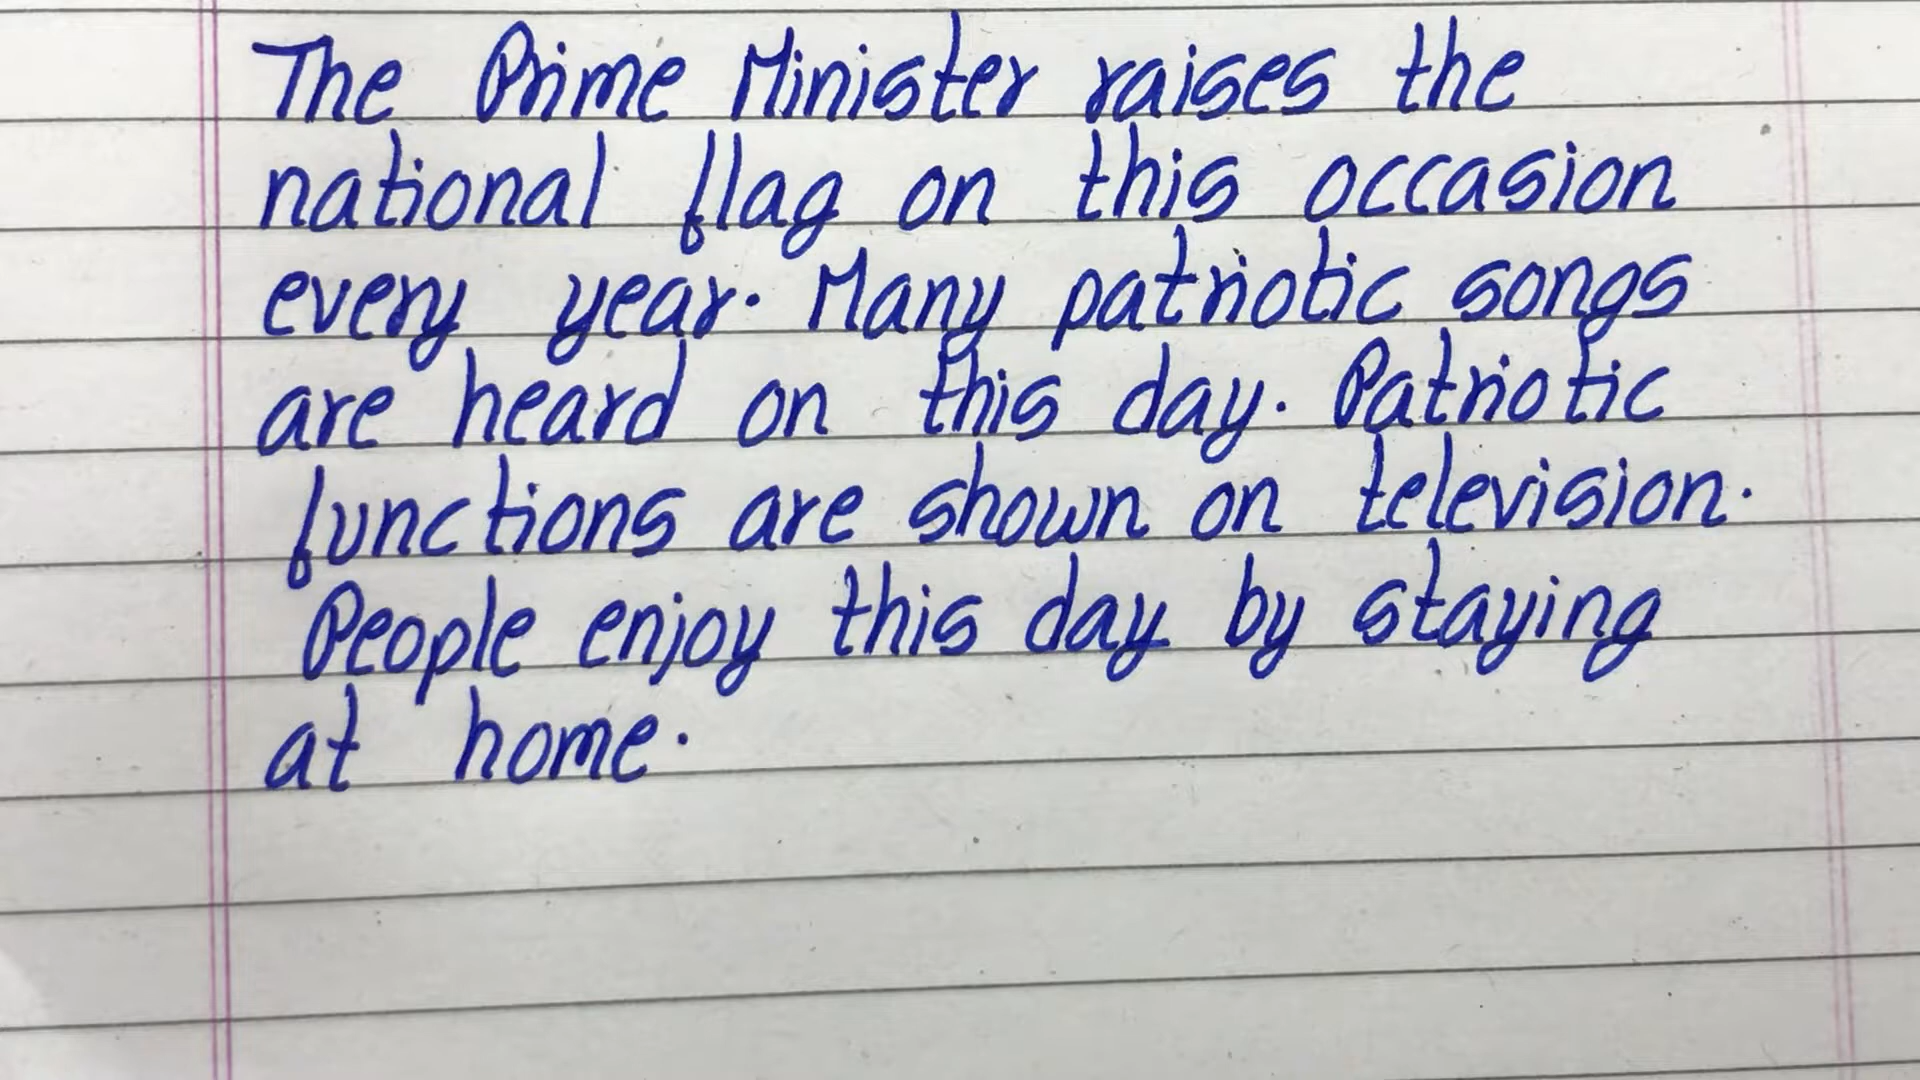 The Prime Minister raises the
national flag on this occasion
every year. Many patriotic songs
are heard on this day. Patriotic
functions are shown on television.
People enjoy this day by staying
at home.